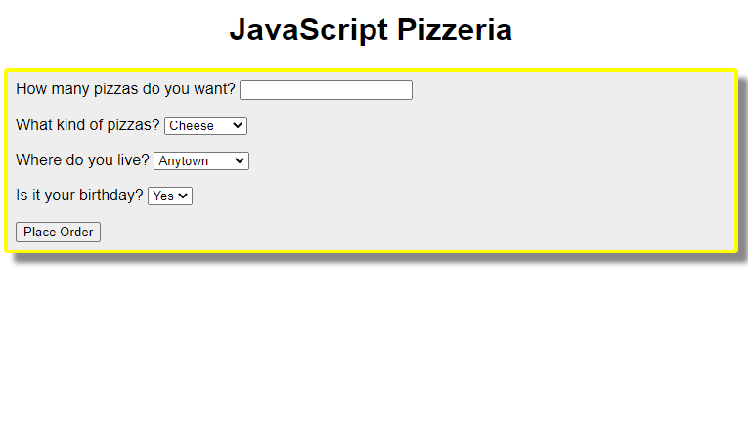 JavaScript Pizzeria
How many pizzas do you want?
What kind of pizzas? Cheese
Where do you live? Anytown
Is it your birthday? Yes
Place Order